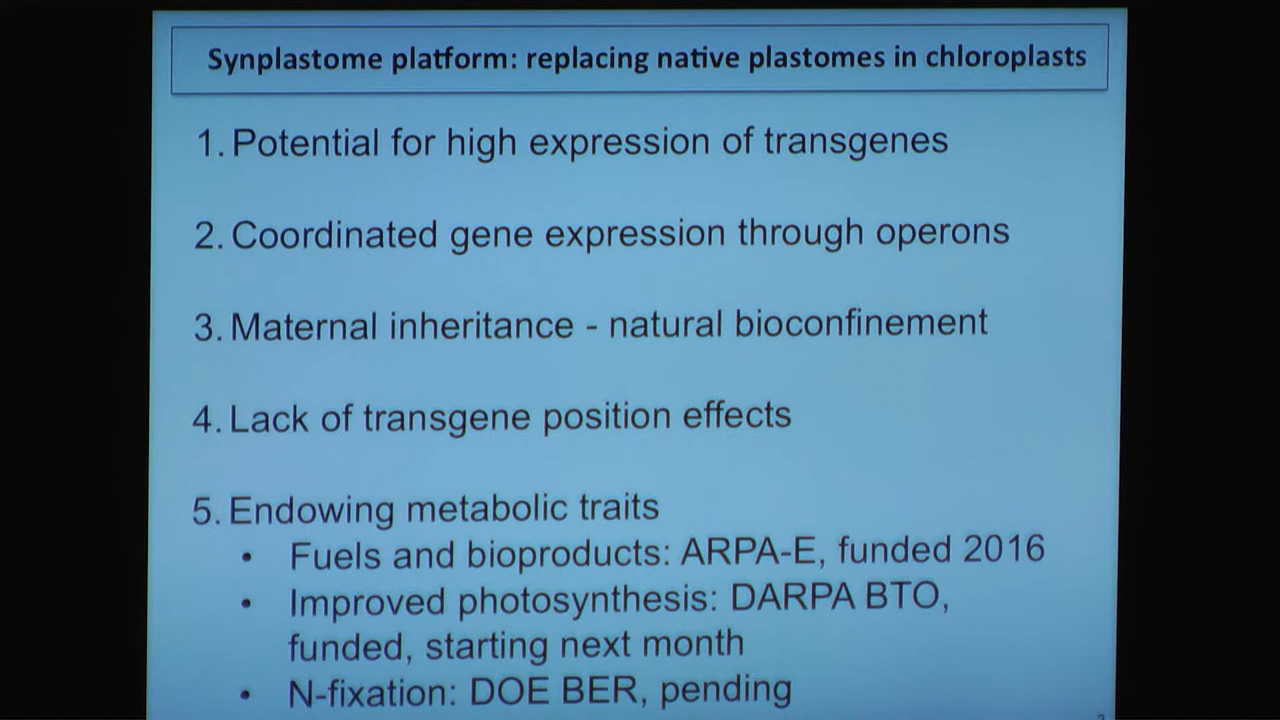 Synplastome platform: replacing native plastomes in chloroplasts
1. Potential for high expression of transgenes
2. Coordinated gene expression through operons
3. Maternal inheritance - natural bioconfinement
4. Lack of transgene position effects
5. Endowing metabolic traits
• Fuels and bioproducts: ARPA-E, funded 2016
• Improved photosynthesis: DARPA BTO,
funded, starting next month
• N-fixation: DOE BER, pending